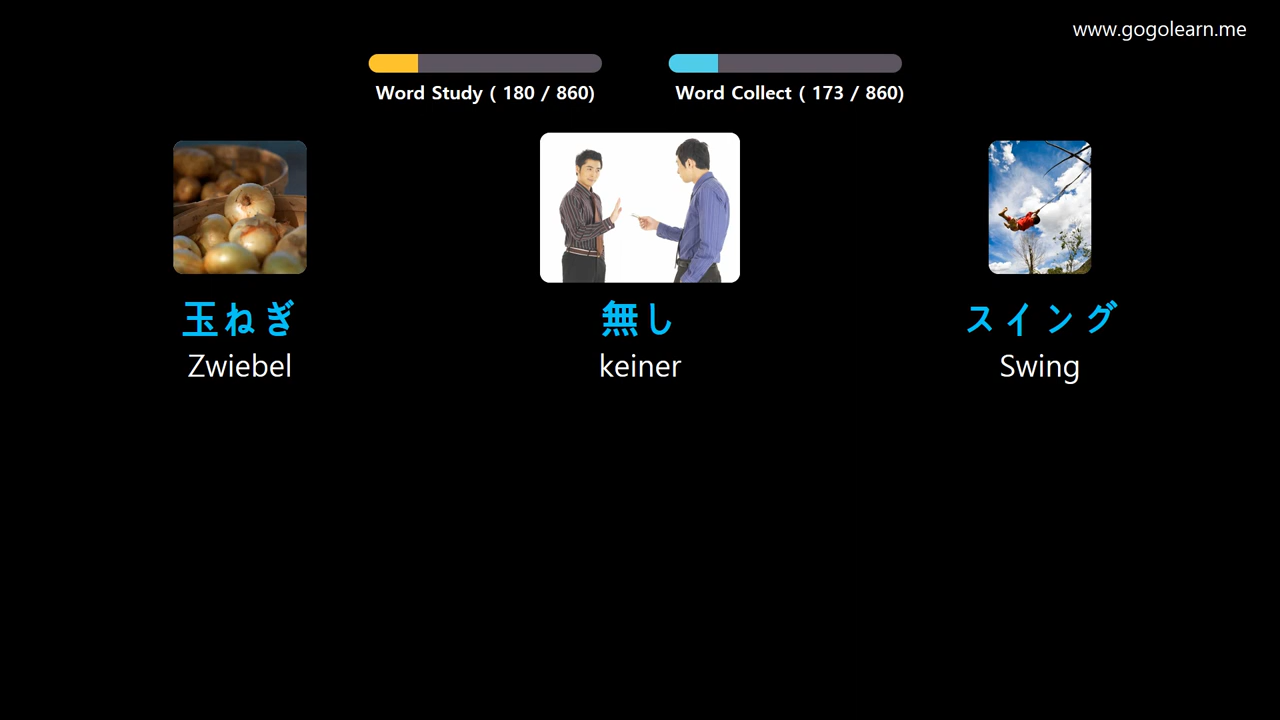 www.gogolearn.me
Word Study ( 180 / 860)
Word Collect ( 173 / 860)
玉ねぎ
Zwiebel
無し
keiner
スイング
Swing